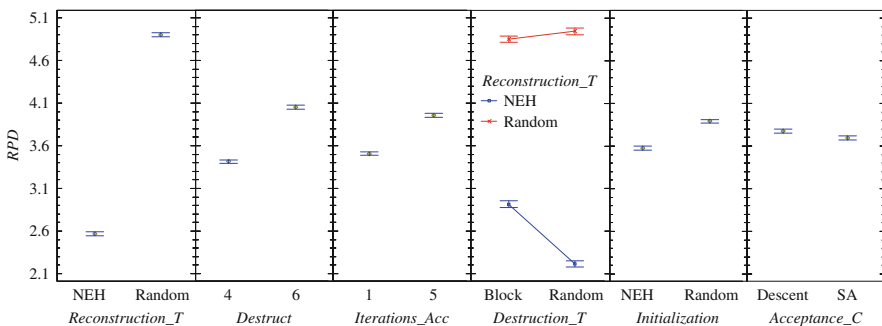 5.1
4.6
4.1
3.6
3.1
2.6
2.1
RPD
Reconstruction_T
NEH
Random
NEH Random 4 6 1 5 Block Random NEH Random Descent SA
Reconstruction_T Destruct Iterations_Acc Destruction_T Initialization Acceptance_C